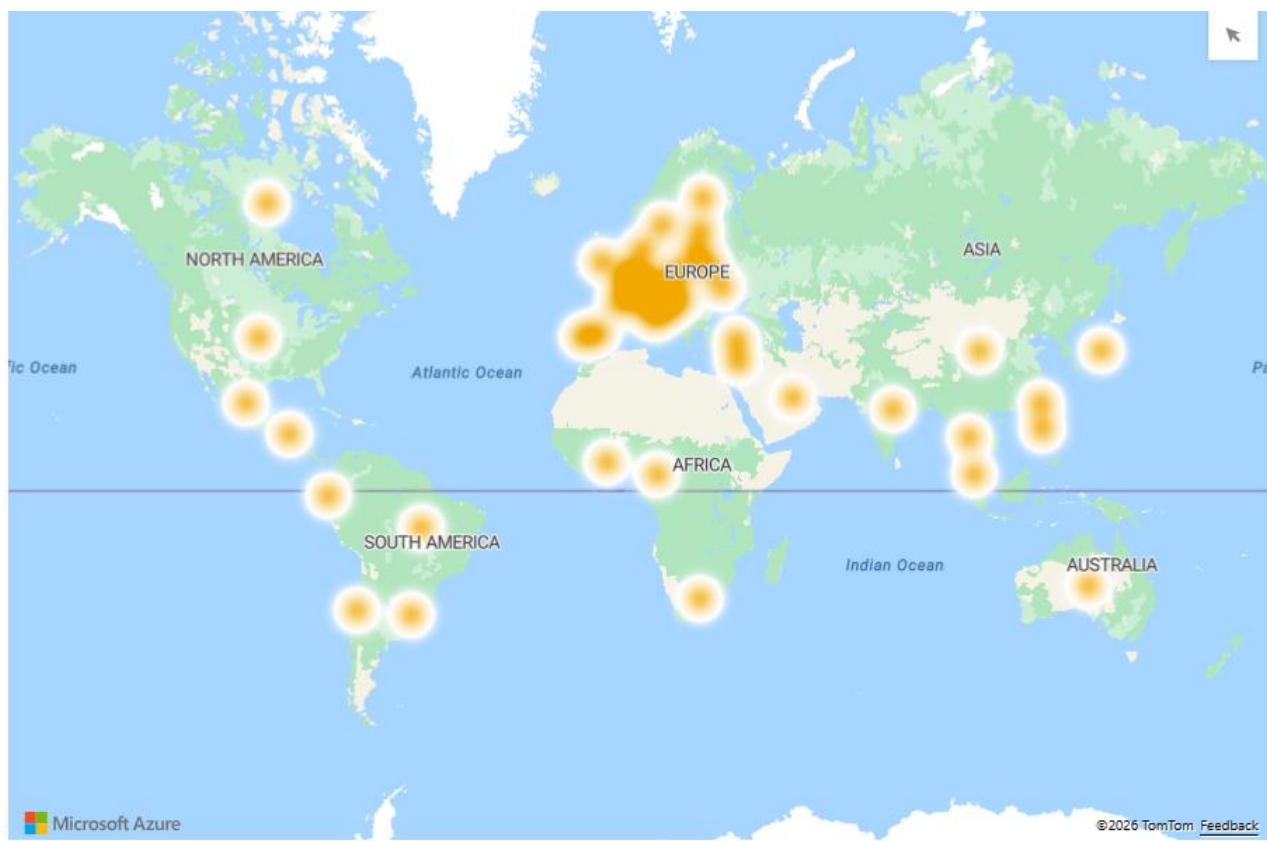 NORTH AMERICA
EUROPE
ASIA
fic Ocean
Atlantic Ocean
Pa
AFRICA
SOUTH AMERICA
Indian Ocean
AUSTRALIA
Microsoft Azure
©2026 TomTom Feedback